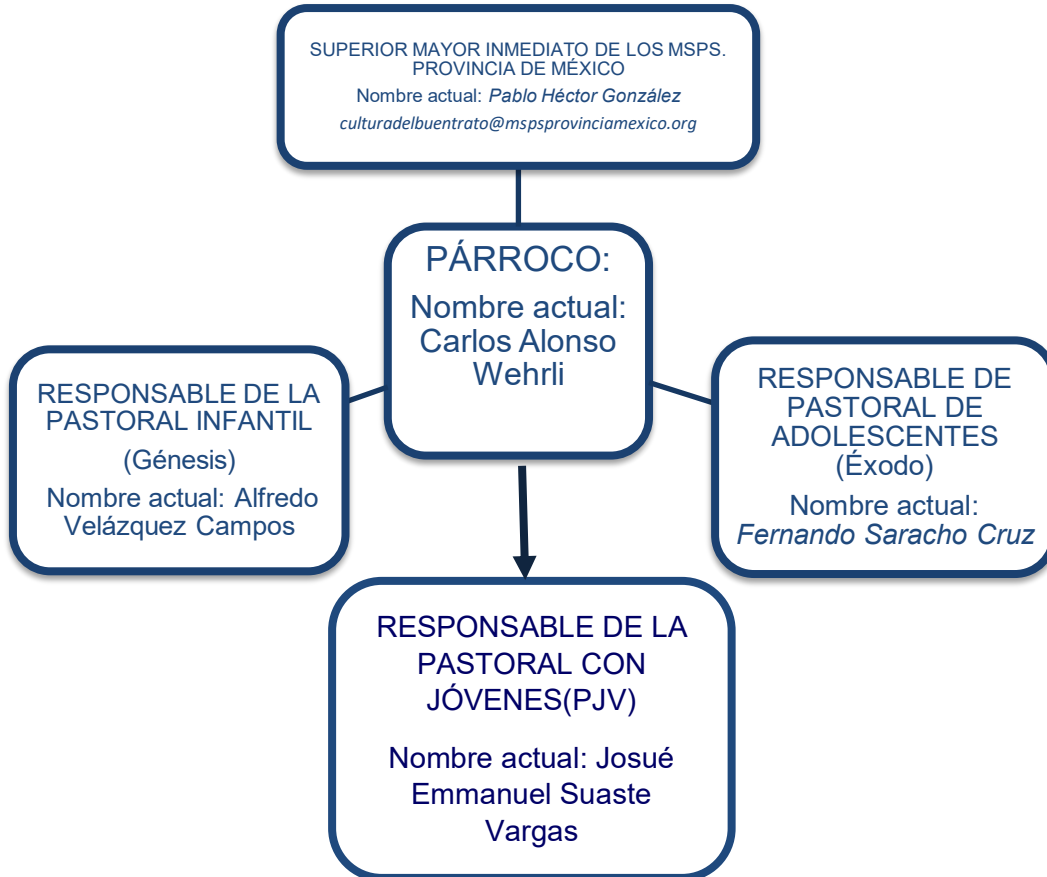 SUPERIOR MAYOR INMEDIATO DE LOS MSPS.
PROVINCIA DE MÉXICO
Nombre actual: Pablo Héctor González
culturadelbuentrato@mspsprovinciamexico.org
PÁRROCO:
Nombre actual:
Carlos Alonso
Wehrli
RESPONSABLE DE LA
PASTORAL INFANTIL
(Génesis)
Nombre actual: Alfredo
Velázquez Campos
RESPONSABLE DE
PASTORAL DE
ADOLESCENTES
(Éxodo)
Nombre actual:
Fernando Saracho Cruz
RESPONSABLE DE LA
PASTORAL CON
JÓVENES(PJV)
Nombre actual: Josué
Emmanuel Suaste
Vargas